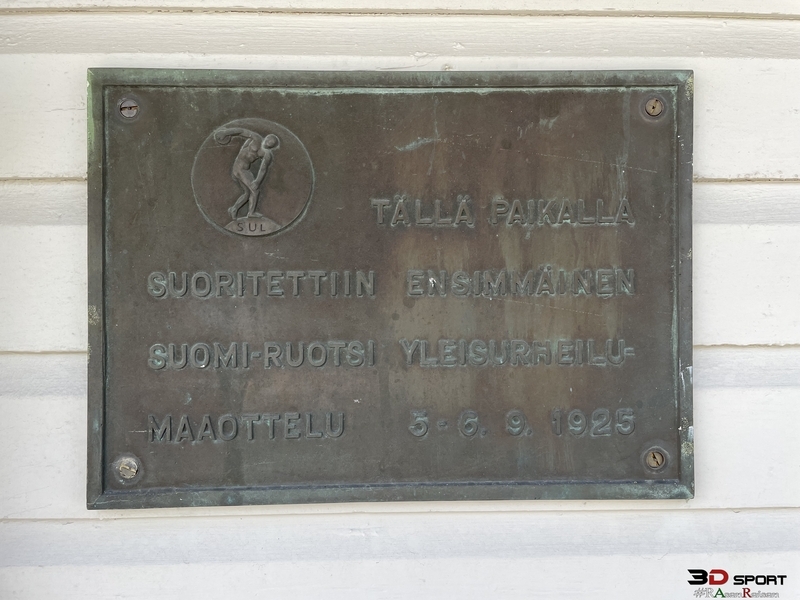 SUL
TÄLLÄ PAIKALLA
SUORITETTIIN ENSIMMÄINEN
SUOMI-RUOTSI YLEISURHEILU-
MAAOTTELU 5-6. 9. 1925
3D SPORT